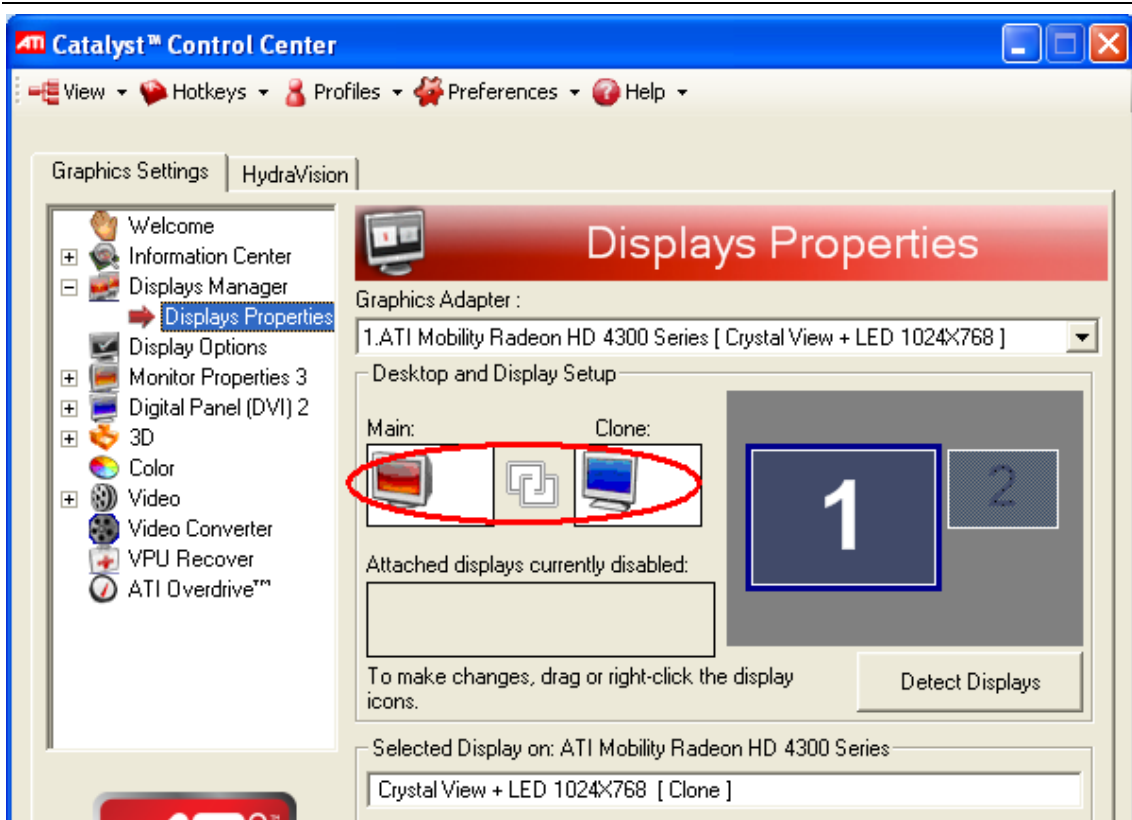 ATI Catalyst™ Control Center
View Hotkeys Profiles Preferences Help
Graphics Settings HydraVision
Welcome
Information Center
Displays Manager
Displays Properties
Display Options
Monitor Properties 3
Digital Panel (DVI) 2
3D
Color
Video
Video Converter
VPU Recover
ATI Overdrive™
Displays Properties
Graphics Adapter :
1.ATI Mobility Radeon HD 4300 Series [ Crystal View + LED 1024X768 ]
Desktop and Display Setup
Main: Clone:
1 2
Attached displays currently disabled:
To make changes, drag or right-click the display
icons.
Detect Displays
Selected Display on: ATI Mobility Radeon HD 4300 Series
Crystal View + LED 1024X768 [ Clone ]